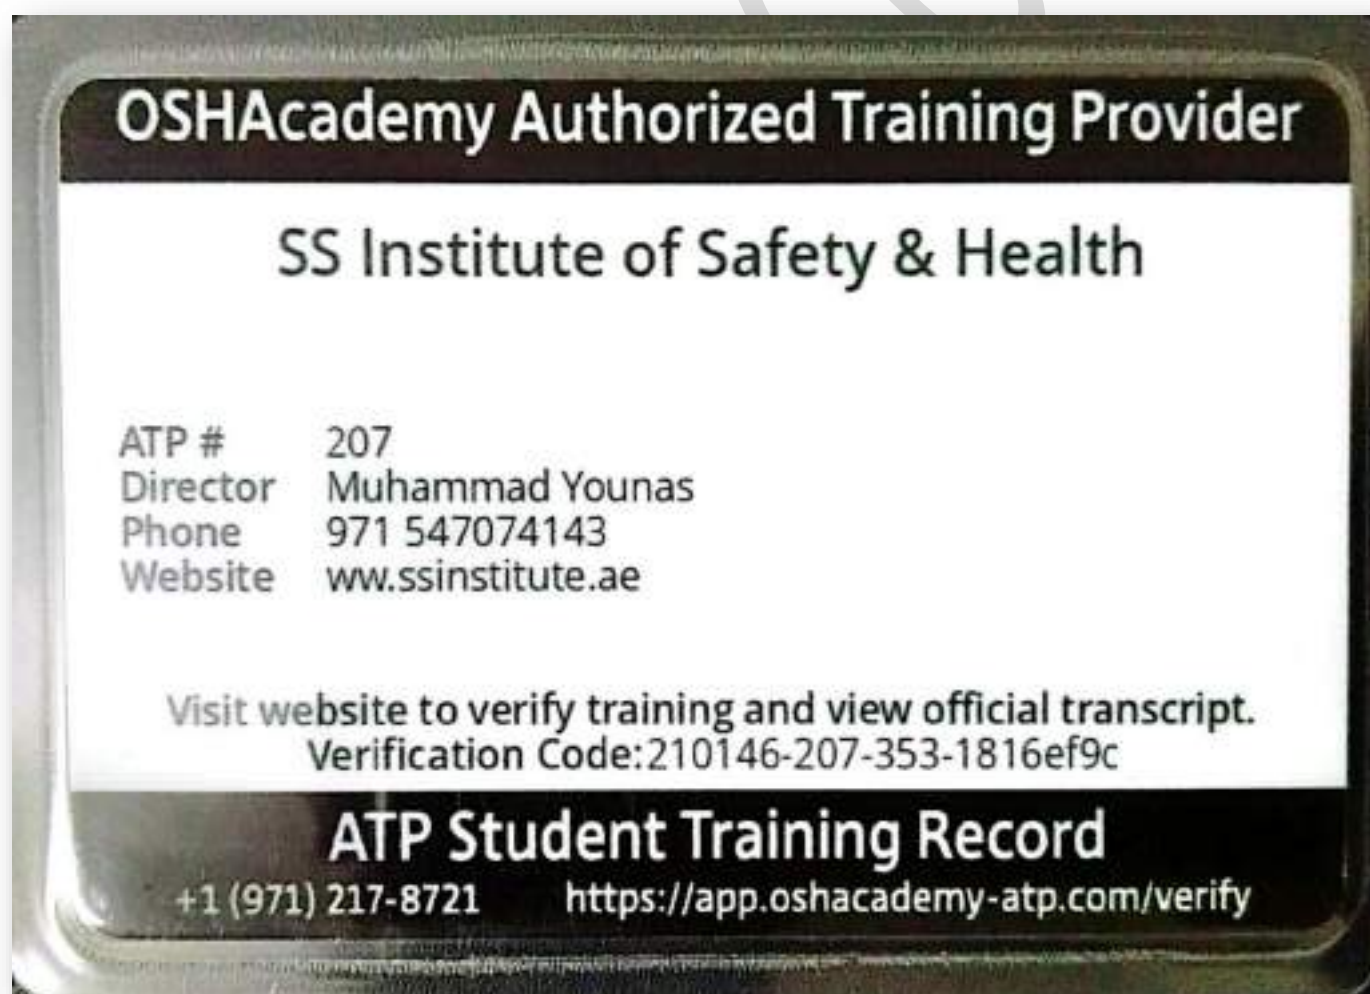 OSHAcademy Authorized Training Provider
SS Institute of Safety & Health
ATP # 207
Director Muhammad Younas
Phone 971 547074143
Website ww.ssinstitute.ae
Visit website to verify training and view official transcript.
Verification Code:210146-207-353-1816ef9c
ATP Student Training Record
+1 (971) 217-8721 https://app.oshacademy-atp.com/verify